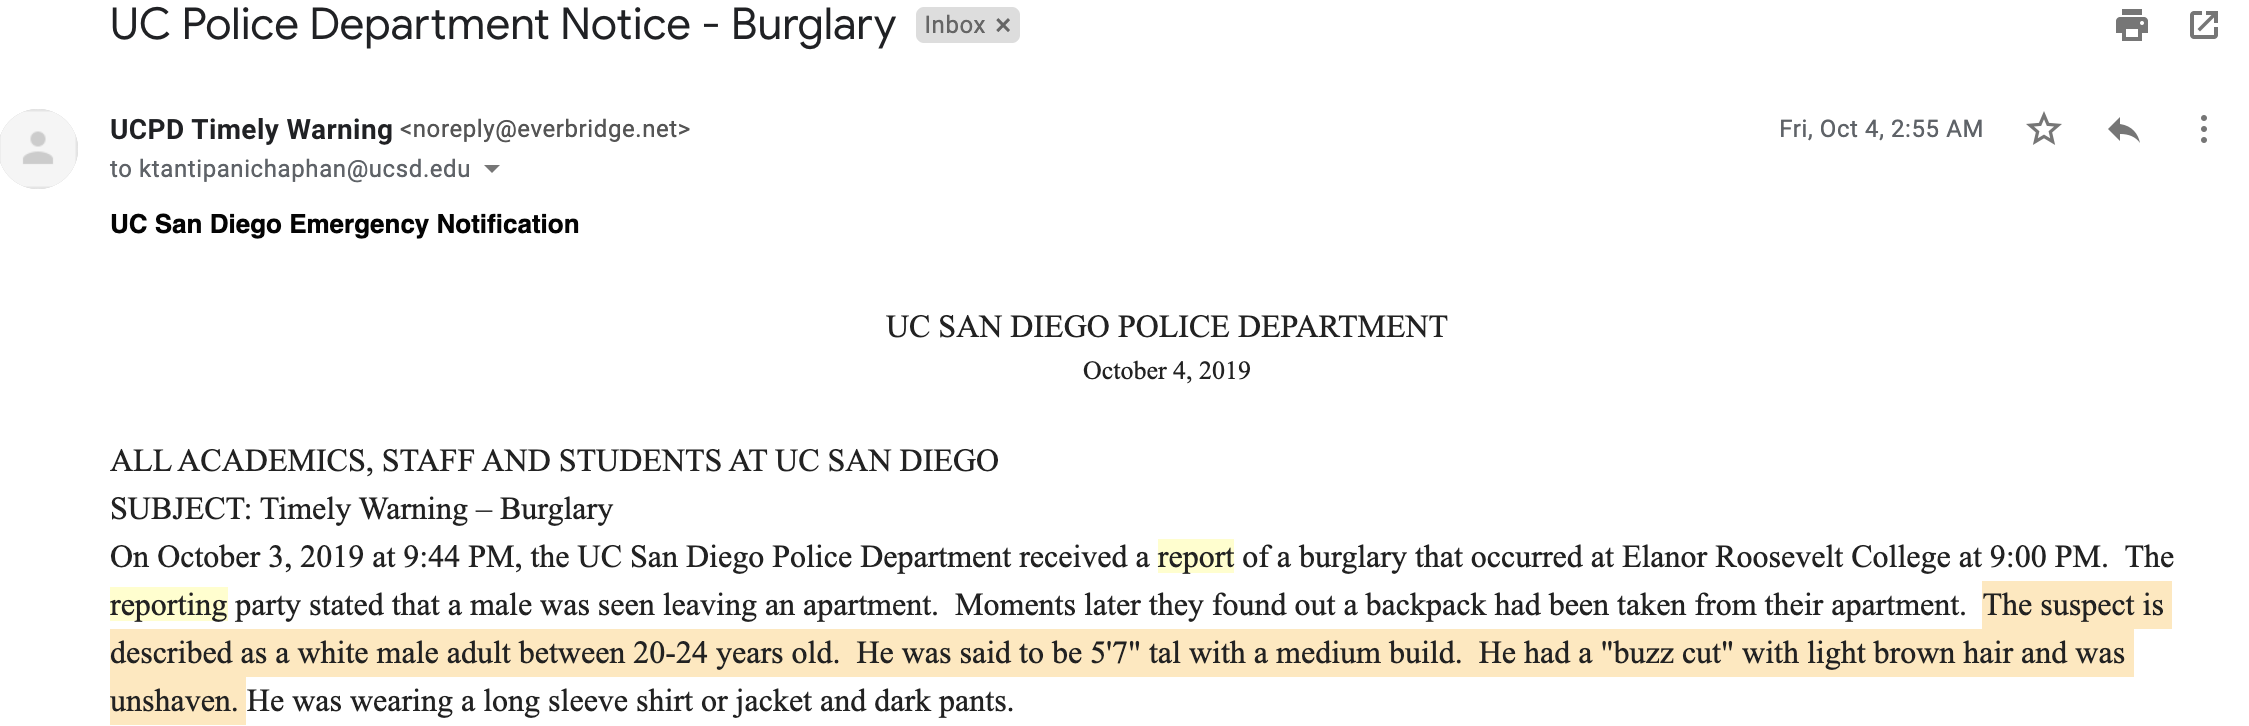 UC Police Department Notice - Burglary Inbox ×
UCPD Timely Warning <noreply@everbridge.net> Fri, Oct 4, 2:55 AM
to ktantipanichaphan@ucsd.edu
UC San Diego Emergency Notification
UC SAN DIEGO POLICE DEPARTMENT
October 4, 2019
ALL ACADEMICS, STAFF AND STUDENTS AT UC SAN DIEGO
SUBJECT: Timely Warning – Burglary
On October 3, 2019 at 9:44 PM, the UC San Diego Police Department received a report of a burglary that occurred at Elanor Roosevelt College at 9:00 PM.  The
reporting party stated that a male was seen leaving an apartment.  Moments later they found out a backpack had been taken from their apartment.  The suspect is
described as a white male adult between 20-24 years old.  He was said to be 5'7" tal with a medium build.  He had a "buzz cut" with light brown hair and was
unshaven. He was wearing a long sleeve shirt or jacket and dark pants.